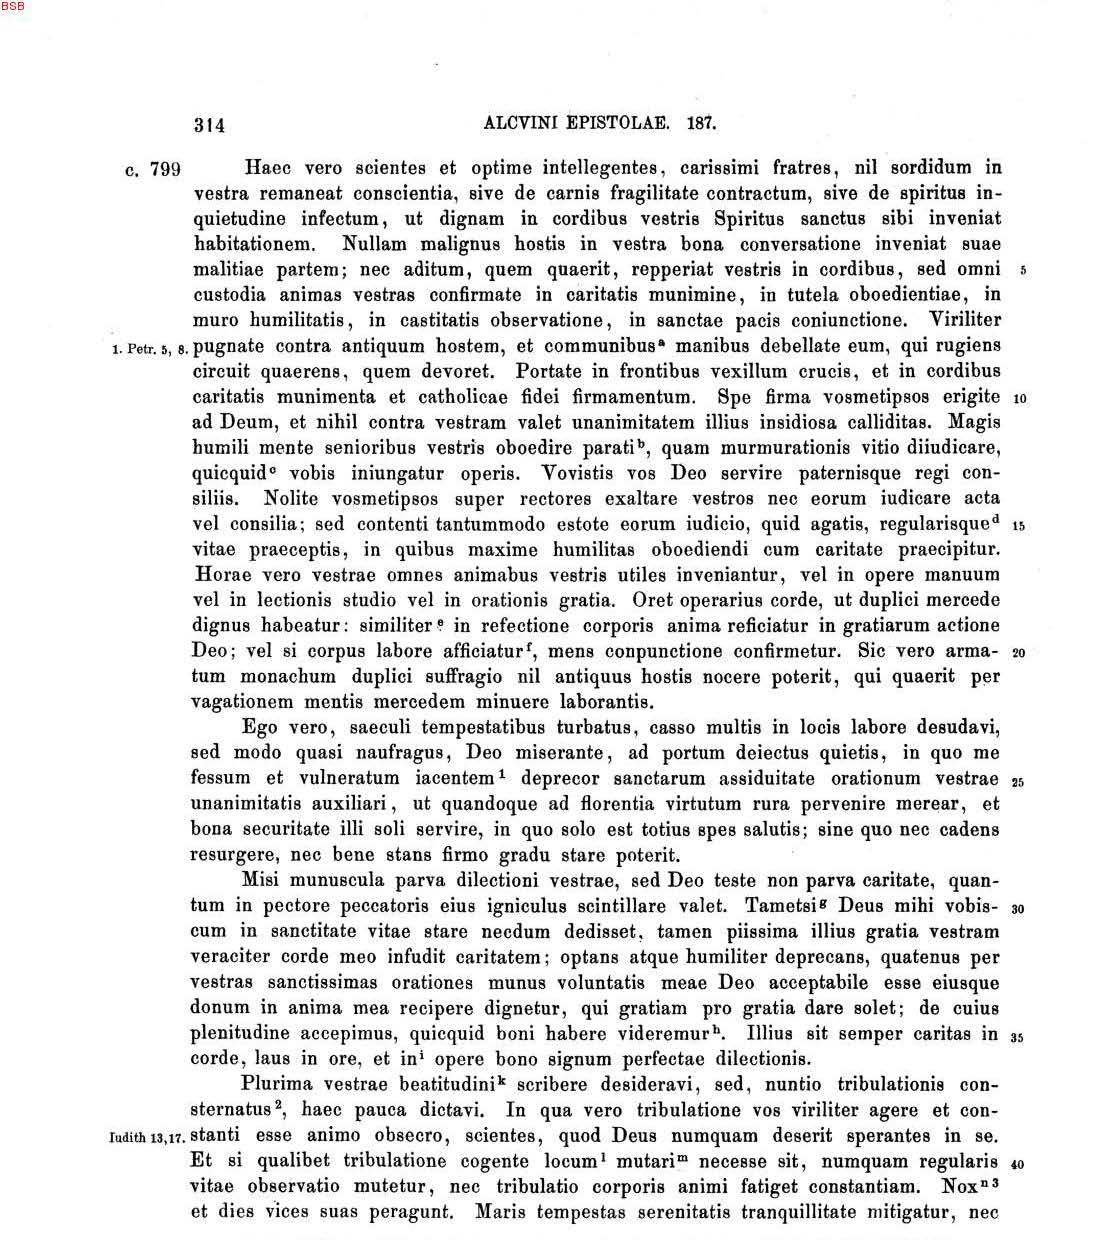 BSB
314 ALCVINI EPISTOLAE. 187.
c. 799 Haec vero scientes et optime intellegentes, carissimi fratres, nil sordidum in
vestra remaneat conscientia, sive de carnis fragilitate contractum, sive de spiritus in-
quietudine infectum, ut dignam in cordibus vestris Spiritus sanctus sibi inveniat
habitationem. Nullam malignus hostis in vestra bona conversatione inveniat suae
malitiae partem; nec aditum, quem quaerit, repperiat vestris in cordibus, sed omni 5
custodia animas vestras confirmate in caritatis munimine, in tutela oboedientiae, in
muro humilitatis, in castitatis observatione, in sanctae pacis coniunctione. Viriliter
1. Petr. 5, 8. pugnate contra antiquum hostem, et communibusᵃ manibus debellate eum, qui rugiens
circuit quaerens, quem devoret. Portate in frontibus vexillum crucis, et in cordibus
caritatis munimenta et catholicae fidei firmamentum. Spe firma vosmetipsos erigite 10
ad Deum, et nihil contra vestram valet unanimitatem illius insidiosa calliditas. Magis
humili mente senioribus vestris oboedire paratiᵇ, quam murmurationis vitio diiudicare,
quicquidᶜ vobis iniungatur operis. Vovistis vos Deo servire paternisque regi con-
siliis. Nolite vosmetipsos super rectores exaltare vestros nec eorum iudicare acta
vel consilia; sed contenti tantummodo estote eorum iudicio, quid agatis, regularisqueᵈ 15
vitae praeceptis, in quibus maxime humilitas oboediendi cum caritate praecipitur.
Horae vero vestrae omnes animabus vestris utiles inveniantur, vel in opere manuum
vel in lectionis studio vel in orationis gratia. Oret operarius corde, ut duplici mercede
dignus habeatur: similiterᵉ in refectione corporis anima reficiatur in gratiarum actione
Deo; vel si corpus labore afficiaturᶠ, mens conpunctione confirmetur. Sic vero arma- 20
tum monachum duplici suffragio nil antiquus hostis nocere poterit, qui quaerit per
vagationem mentis mercedem minuere laborantis.
Ego vero, saeculi tempestatibus turbatus, casso multis in locis labore desudavi,
sed modo quasi naufragus, Deo miserante, ad portum deiectus quietis, in quo me
fessum et vulneratum iacentem¹ deprecor sanctarum assiduitate orationum vestrae 25
unanimitatis auxiliari, ut quandoque ad florentia virtutum rura pervenire merear, et
bona securitate illi soli servire, in quo solo est totius spes salutis; sine quo nec cadens
resurgere, nec bene stans firmo gradu stare poterit.
Misi munuscula parva dilectioni vestrae, sed Deo teste non parva caritate, quan-
tum in pectore peccatoris eius igniculus scintillare valet. Tametsiᵍ Deus mihi vobis- 30
cum in sanctitate vitae stare necdum dedisset, tamen piissima illius gratia vestram
veraciter corde meo infudit caritatem; optans atque humiliter deprecans, quatenus per
vestras sanctissimas orationes munus voluntatis meae Deo acceptabile esse eiusque
donum in anima mea recipere dignetur, qui gratiam pro gratia dare solet; de cuius
plenitudine accepimus, quicquid boni habere videremurʰ. Illius sit semper caritas in 35
corde, laus in ore, et inⁱ opere bono signum perfectae dilectionis.
Plurima vestrae beatitudiniᵏ scribere desideravi, sed, nuntio tribulationis con-
sternatus², haec pauca dictavi. In qua vero tribulatione vos viriliter agere et con-
Iudith 13,17. stanti esse animo obsecro, scientes, quod Deus numquam deserit sperantes in se.
Et si qualibet tribulatione cogente locumˡ mutariᵐ necesse sit, numquam regularis 40
vitae observatio mutetur, nec tribulatio corporis animi fatiget constantiam. Noxⁿ³
et dies vices suas peragunt. Maris tempestas serenitatis tranquillitate mitigatur, nec